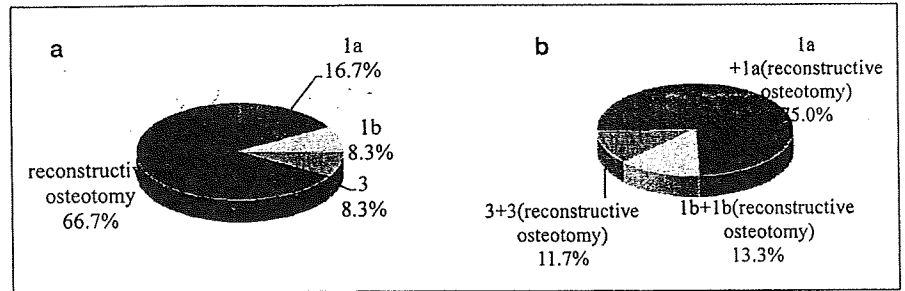 a
1a
16.7%
1b
8.3%
3
8.3%
reconstructi
osteotomy
66.7%
b
1a
+1a(reconstructive
osteotomy)
75.0%
1b+1b(reconstructive
osteotomy)
13.3%
3+3(reconstructive
osteotomy)
11.7%